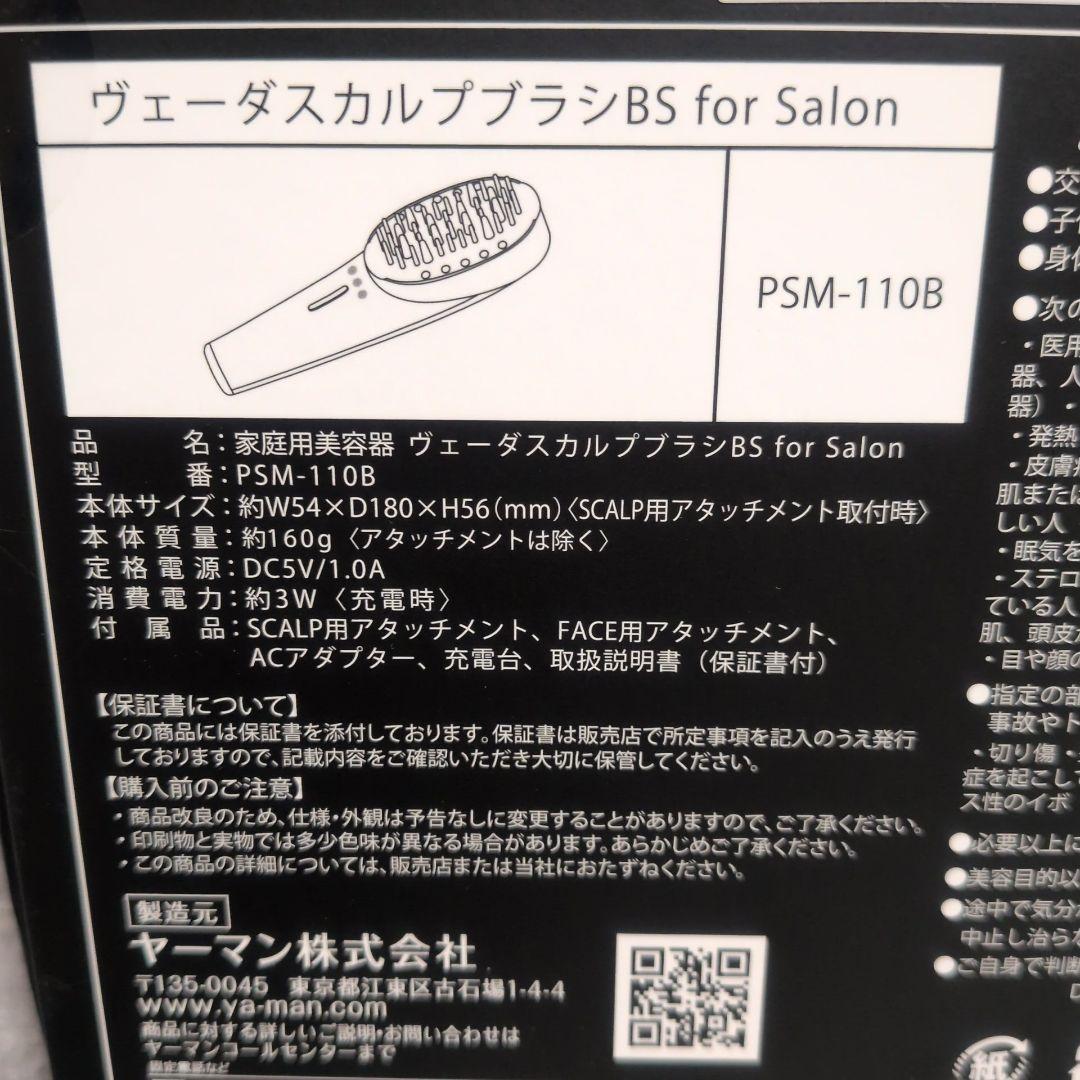 ヴェーダスカルプブラシBS for Salon
PSM-110B
品名：家庭用美容器 ヴェーダスカルプブラシBS for Salon
型番：PSM-110B
本体サイズ：約W54×D180×H56（mm）〈SCALP用アタッチメント取付時〉
本体質量：約160g〈アタッチメントは除く〉
定格電源：DC5V/1.0A
消費電力：約3W〈充電時〉
付属品：SCALP用アタッチメント、FACE用アタッチメント、
ACアダプター、充電台、取扱説明書（保証書付）
【保証書について】
この商品には保証書を添付しております。保証書は販売店で所定事項を記入のうえ発行
しておりますので、記載内容をご確認いただき大切に保管してください。
【購入前のご注意】
・商品改良のため、仕様・外観は予告なしに変更することがありますので、ご了承ください。
・印刷物と実物では多少色味が異なる場合があります。あらかじめご了承ください。
・この商品の詳細については、販売店または当社におたずねください。
製造元
ヤーマン株式会社
〒135-0045 東京都江東区古石場1-4-4
www.ya-man.com
商品に対する詳しいご説明・お問い合わせは
ヤーマンコールセンターまで
固定電話など
●交
●子
●身
●次の
・医用
器、人
器）・
・発熱
・皮膚
肌または
しい人
・眠気を
・ステロ
ている人
肌、頭皮
・目や顔の
●指定の部
事故やト
・切り傷・
症を起こして
ス性のイボ
●必要以上に
●美容目的以
●途中で気分
中止し治らな
●ご自身で判断
紙